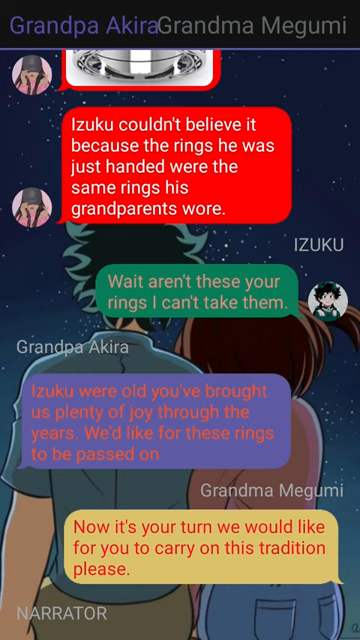 Grandpa Akira Grandma Megumi
Izuku couldn't believe it
because the rings he was
just handed were the
same rings his
grandparents wore.
IZUKU
Wait aren't these your
rings I can't take them.
Grandpa Akira
Izuku were old you've brought
us plenty of joy through the
years. We'd like for these rings
to be passed on
Grandma Megumi
Now it's your turn we would like
for you to carry on this tradition
please.
NARRATOR